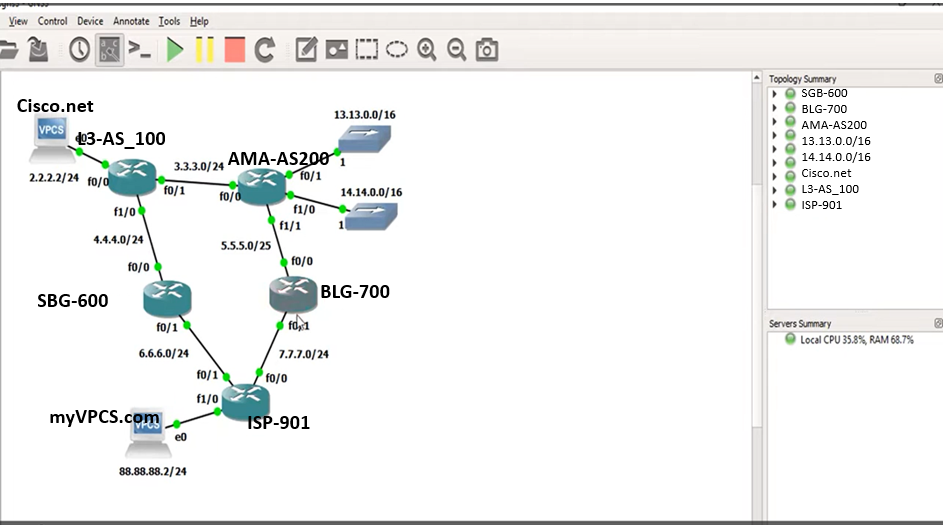 View Control Device Annotate Tools Help
Cisco.net
VPCS
L3-AS_100
2.2.2.2/24
f0/0
f0/1
3.3.3.0/24
AMA-AS200
f0/0
f0/1
13.13.0.0/16
1
14.14.0.0/16
f1/0
1
f1/1
f1/0
4.4.4.0/24
5.5.5.0/25
f0/0
f0/0
SBG-600
BLG-700
f0/1
f0/1
6.6.6.0/24
7.7.7.0/24
f0/1
f0/0
f1/0
myVPCS.com
VPCS
ISP-901
e0
88.88.88.2/24
Topology Summary
SGB-600
BLG-700
AMA-AS200
13.13.0.0/16
14.14.0.0/16
Cisco.net
L3-AS_100
ISP-901
Servers Summary
Local CPU 35.8%, RAM 68.7%